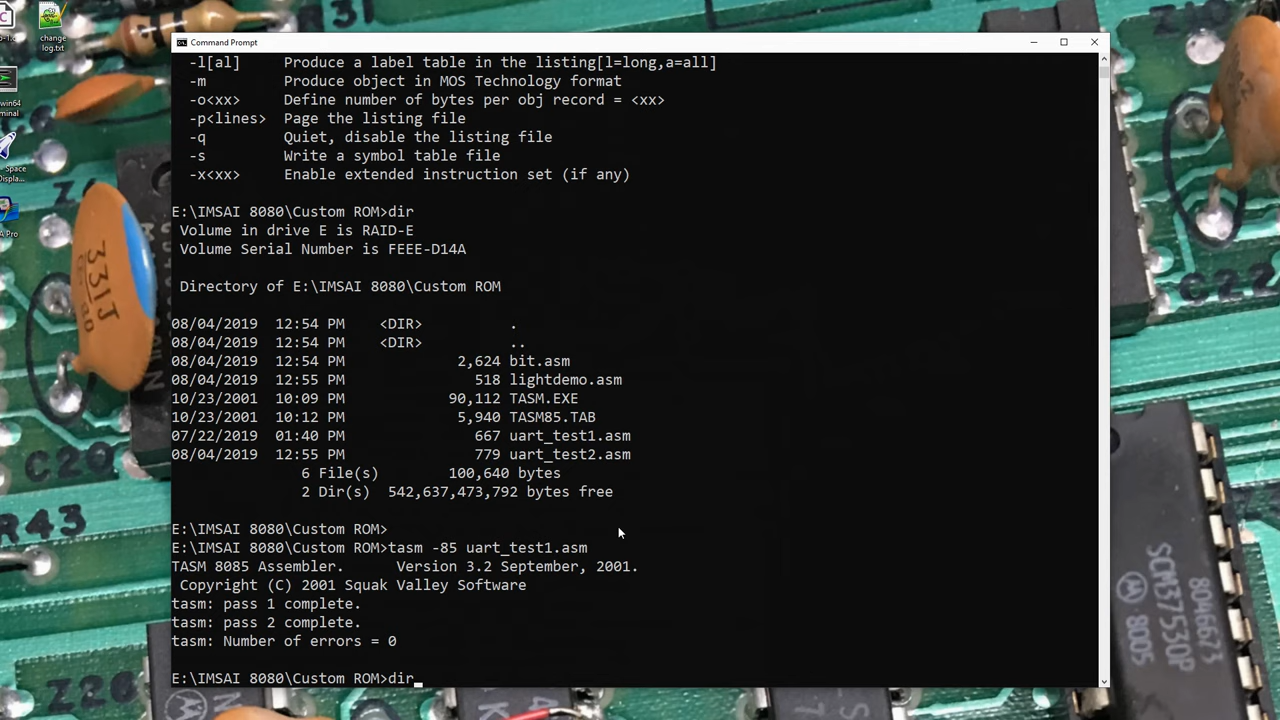 change
log.txt
win64
minal
Space
Displa...
A Pro
Command Prompt
-l[al] Produce a label table in the listing[l=long,a=all]
-m Produce object in MOS Technology format
-o<xx> Define number of bytes per obj record = <xx>
-p<lines> Page the listing file
-q Quiet, disable the listing file
-s Write a symbol table file
-x<xx> Enable extended instruction set (if any)
E:\IMSAI 8080\Custom ROM>dir
Volume in drive E is RAID-E
Volume Serial Number is FEEE-D14A
Directory of E:\IMSAI 8080\Custom ROM
08/04/2019 12:54 PM <DIR> .
08/04/2019 12:54 PM <DIR> ..
08/04/2019 12:54 PM 2,624 bit.asm
08/04/2019 12:55 PM 518 lightdemo.asm
10/23/2001 10:09 PM 90,112 TASM.EXE
10/23/2001 10:12 PM 5,940 TASM85.TAB
07/22/2019 01:40 PM 667 uart_test1.asm
08/04/2019 12:55 PM 779 uart_test2.asm
6 File(s) 100,640 bytes
2 Dir(s) 542,637,473,792 bytes free
E:\IMSAI 8080\Custom ROM>
E:\IMSAI 8080\Custom ROM>tasm -85 uart_test1.asm
TASM 8085 Assembler. Version 3.2 September, 2001.
Copyright (C) 2001 Squak Valley Software
tasm: pass 1 complete.
tasm: pass 2 complete.
tasm: Number of errors = 0
E:\IMSAI 8080\Custom ROM>dir
331J
C20
R43
Z26
C22
SCM37530P
8046673
8005